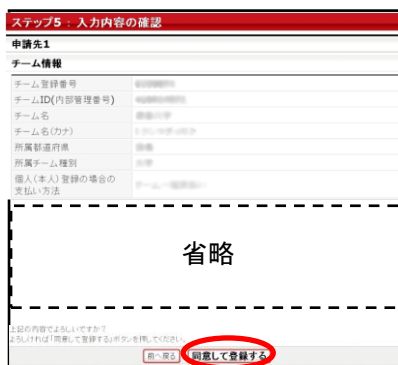 ステップ5：入力内容の確認
申請先1
チーム情報
チーム登録番号
チームID(内部管理番号)
チーム名
チーム名(カナ)
所属都道府県
所属チーム種別
個人(本人)登録の場合の
支払い方法
省略
上記の内容でよろしいですか？
よろしければ「同意して登録する」ボタンを押してください。
前へ戻る 同意して登録する